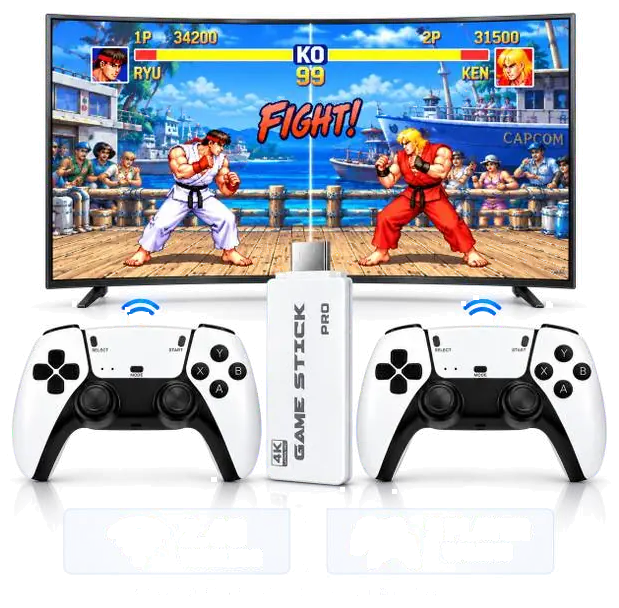 1P 34200
2P 31500
KO
99
RYU
KEN
FIGHT!
CAPCOM
GAME STICK
PRO
4K
SELECT
START
MODE
Y
X
B
A
SELECT
START
MODE
Y
X
B
A